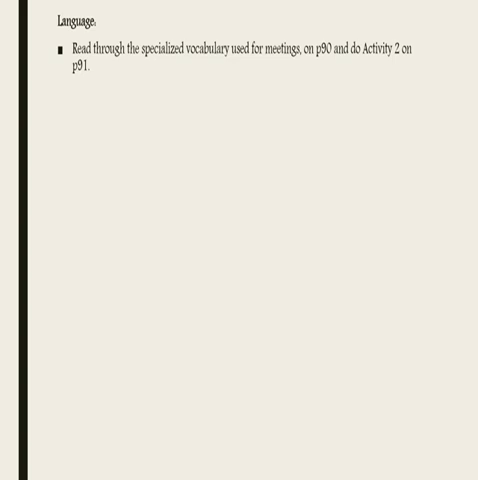 Language:
▪ Read through the specialized vocabulary used for meetings, on p90 and do Activity 2 on
p91.